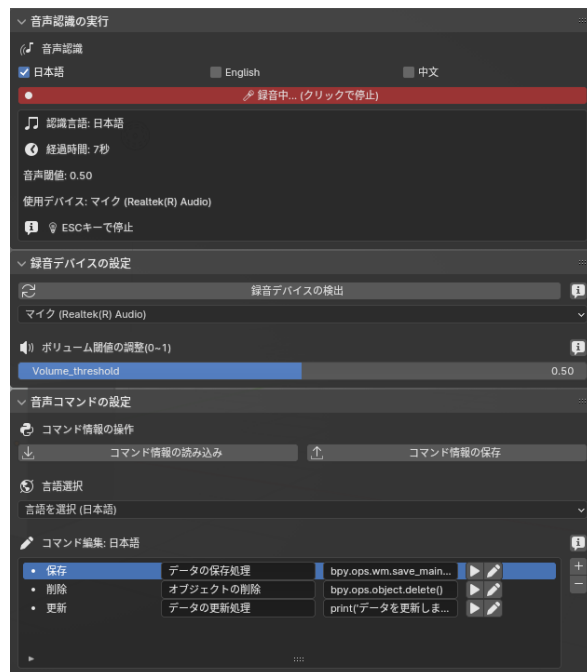 音声認識の実行
音声認識
日本語 English 中文
録音中... (クリックで停止)
認識言語: 日本語
経過時間: 7秒
音声閾値: 0.50
使用デバイス: マイク (Realtek(R) Audio)
ESCキーで停止
録音デバイスの設定
録音デバイスの検出
マイク (Realtek(R) Audio)
ボリューム閾値の調整(0~1)
Volume_threshold 0.50
音声コマンドの設定
コマンド情報の操作
コマンド情報の読み込み コマンド情報の保存
言語選択
言語を選択 (日本語)
コマンド編集: 日本語
• 保存 データの保存処理 bpy.ops.wm.save_main...
• 削除 オブジェクトの削除 bpy.ops.object.delete()
• 更新 データの更新処理 print('データを更新しま...